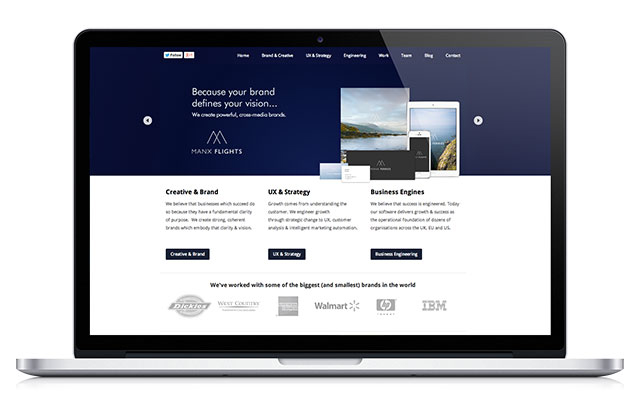 Follow
Home Brand & Creative UX & Strategy Engineering Work Team Blog Contact
Because your brand
defines your vision...
We create powerful, cross-media brands.
MANX FLIGHTS
Creative & Brand
We believe that businesses which succeed do
so because they have a fundamental clarity
of purpose. We create strong, coherent
brands which embody that clarity & vision.
Creative & Brand
UX & Strategy
Growth comes from understanding the
customer. We engineer growth
through strategic change to UX, customer
analysis & intelligent marketing automation.
UX & Strategy
Business Engines
We believe that success is engineered. Today
our software delivers growth & success as
the operational foundation of dozens of
organisations across the UK, EU and US.
Business Engineering
We've worked with some of the biggest (and smallest) brands in the world
Dickies
Walmart
hp
invent
IBM